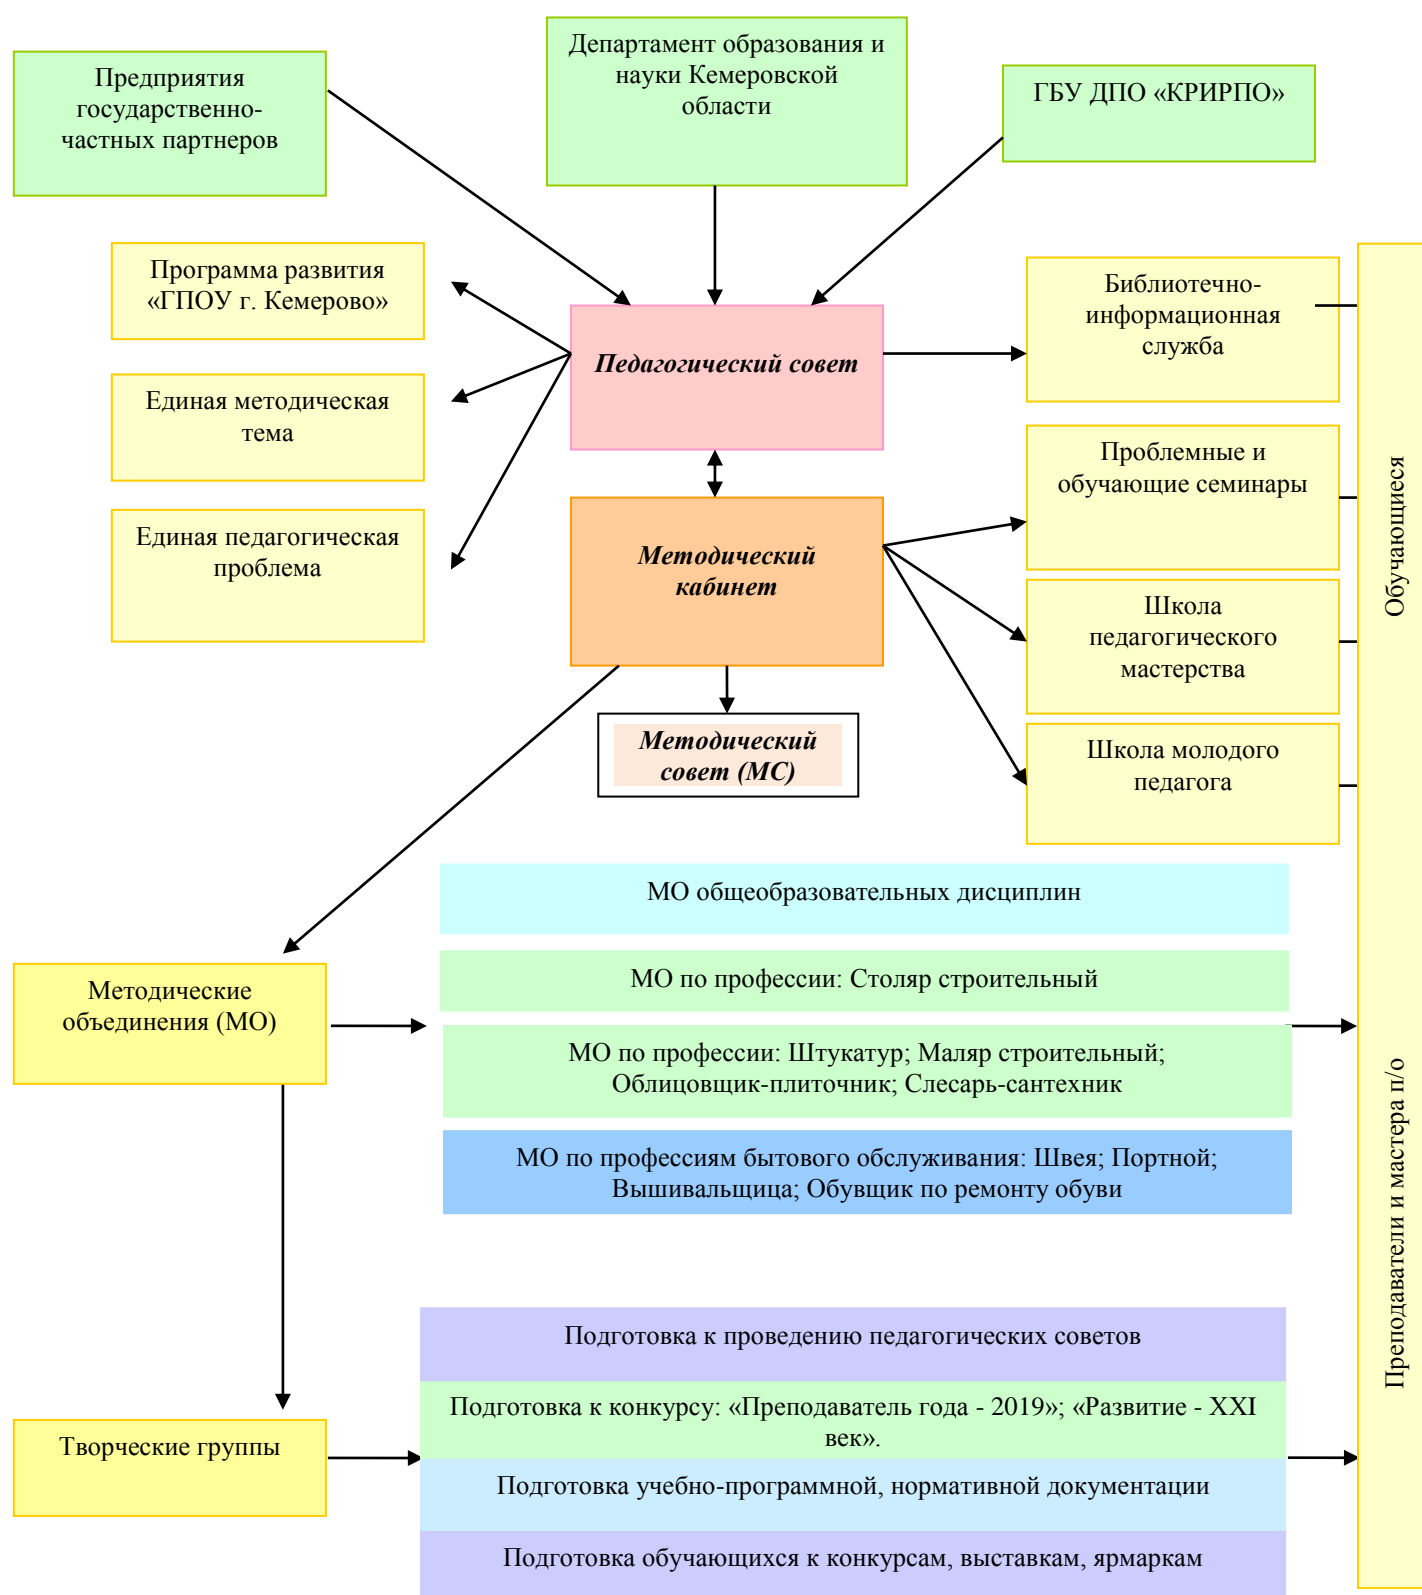 Предприятия
государственно-
частных партнеров
Департамент образования и
науки Кемеровской
области
ГБУ ДПО «КРИРПО»
Программа развития
«ГПОУ г. Кемерово»
Единая методическая
тема
Единая педагогическая
проблема
Педагогический совет
Методический
кабинет
Методический
совет (МС)
Библиотечно-
информационная
служба
Проблемные и
обучающие семинары
Школа
педагогического
мастерства
Школа молодого
педагога
Обучающиеся
Преподаватели и мастера п/о
Методические
объединения (МО)
МО общеобразовательных дисциплин
МО по профессии: Столяр строительный
МО по профессии: Штукатур; Маляр строительный;
Облицовщик-плиточник; Слесарь-сантехник
МО по профессиям бытового обслуживания: Швея; Портной;
Вышивальщица; Обувщик по ремонту обуви
Творческие группы
Подготовка к проведению педагогических советов
Подготовка к конкурсу: «Преподаватель года - 2019»; «Развитие - XXI
век».
Подготовка учебно-программной, нормативной документации
Подготовка обучающихся к конкурсам, выставкам, ярмаркам